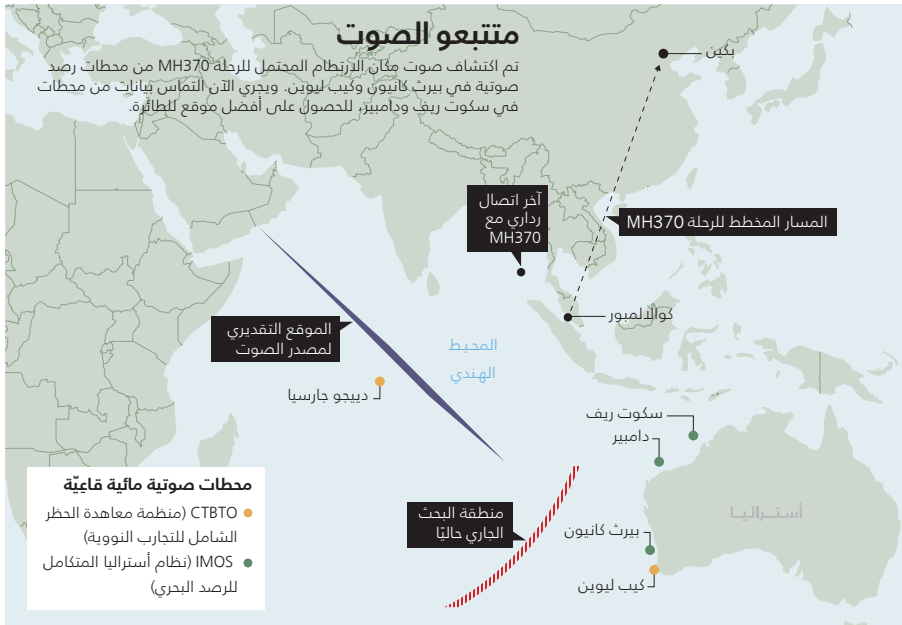 متتبعو الصوت
تم اكتشاف صوت مكان الارتطام المحتمل للرحلة MH370 من محطات رصد
صوتية في بيرث كانيون وكيب ليوين. ويجري الآن التماس بيانات من محطات
في سكوت ريف ودامبير، للحصول على أفضل موقع للطائرة.
بكين
آخر اتصال
رداري مع
MH370
المسار المخطط للرحلة MH370
كوالالمبور
الموقع التقديري
لمصدر الصوت
المحيط
الهندي
دييجو جارسيا
سكوت ريف
دامبير
منطقة البحث
الجاري حاليًا
أستراليا
بيرث كانيون
كيب ليوين
محطات صوتية مائية قاعِيّة
CTBTO (منظمة معاهدة الحظر
الشامل للتجارب النووية)
IMOS (نظام أستراليا المتكامل
للرصد البحري)